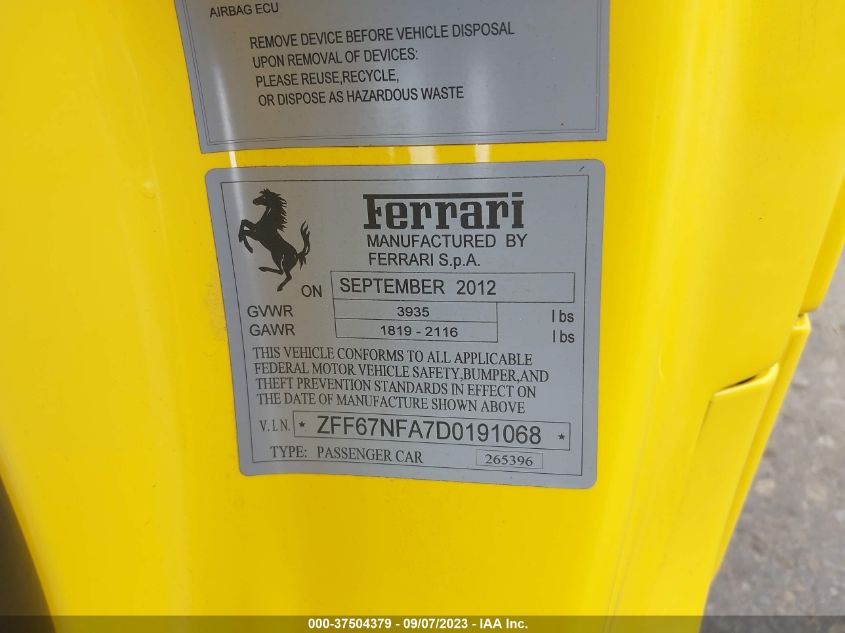 AIRBAG ECU
REMOVE DEVICE BEFORE VEHICLE DISPOSAL
UPON REMOVAL OF DEVICES:
PLEASE REUSE,RECYCLE,
OR DISPOSE AS HAZARDOUS WASTE
Ferrari
MANUFACTURED BY
FERRARI S.p.A.
ON SEPTEMBER 2012
GVWR 3935 lbs
GAWR 1819 - 2116 lbs
THIS VEHICLE CONFORMS TO ALL APPLICABLE
FEDERAL MOTOR VEHICLE SAFETY,BUMPER,AND
THEFT PREVENTION STANDARDS IN EFFECT ON
THE DATE OF MANUFACTURE SHOWN ABOVE
V.I.N. * ZFF67NFA7D0191068 *
TYPE: PASSENGER CAR 265396
000-37504379 - 09/07/2023 - IAA, Inc.